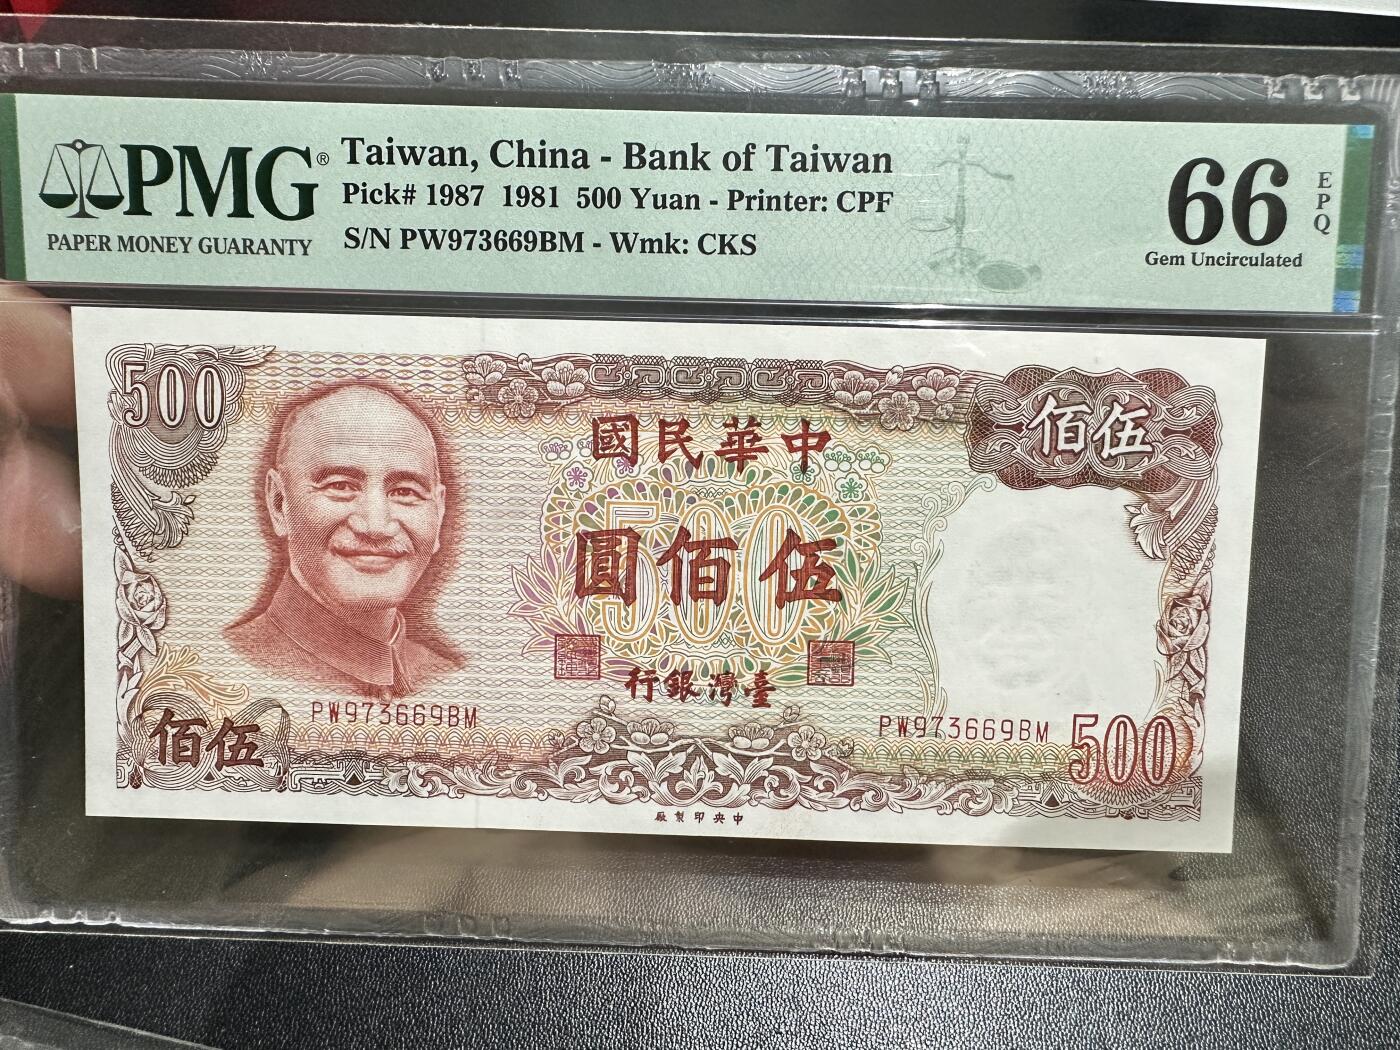 PMG®
PAPER MONEY GUARANTY
Taiwan, China - Bank of Taiwan
Pick# 1987 1981 500 Yuan - Printer: CPF
S/N PW973669BM - Wmk: CKS
66
EPQ
Gem Uncirculated
500
國民華中
佰伍
500
圓佰伍
行銀灣臺
PW973669BM
PW973669BM
佰伍
500
廠製印央中